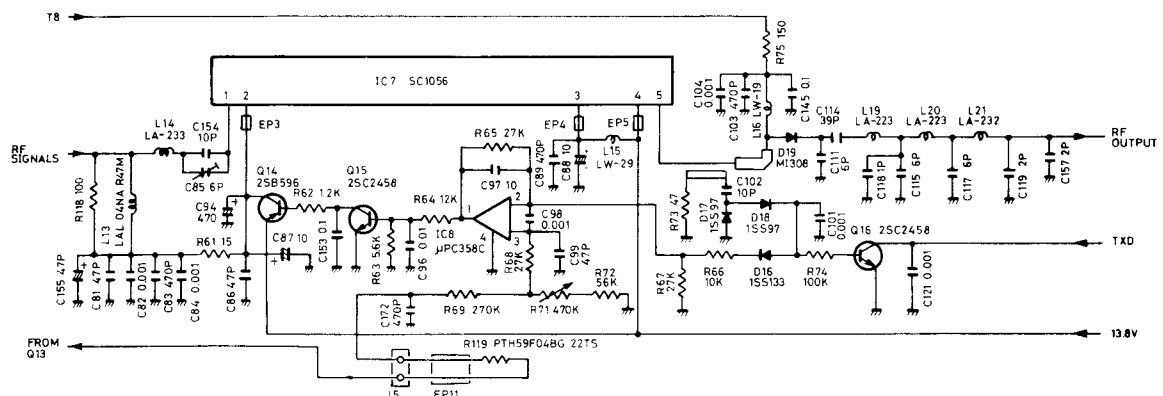 T8
R75 150
IC7 SC1056
1
2
3
4
5
C104
0.001
C103 470P
L16 LW-19
C145 0.1
L14
LA-233
C154
10P
EP3
EP4
EP5
R65 27K
C89 470P
C88 10
L15
LW-29
C114
39P
L19
LA-223
L20
LA-223
L21
LA-232
RF
SIGNALS
RF
OUTPUT
C85 6P
Q14
2SB596
R62 1.2K
Q15
2SC2458
R64 12K
C97 10
D19
MI308
C111
6P
C118 1P
C115 6P
C117 6P
C119 2P
C157 2P
R118 100
L13
LAL 04NA R47M
C94
470
C153 0.1
R63 5.6K
C96 0.01
1
2
3
4
IC8
μPC358C
C98
0.001
C99
47P
R68
27K
R73 47
C102
10P
D17
1SS97
D18
1SS97
C101
0.001
Q16 2SC2458
TXD
R61 15
C87 10
C155 47P
C81 47P
C82 0.001
C83 470P
C84 0.001
C86 47P
R67
27K
R66
10K
D16
1SS133
R74
100K
C121 0.001
R72
56K
C172
470P
R69 270K
R71 470K
13.8V
FROM
Q13
R119 PTH59F04BG 22TS
J5
EP11